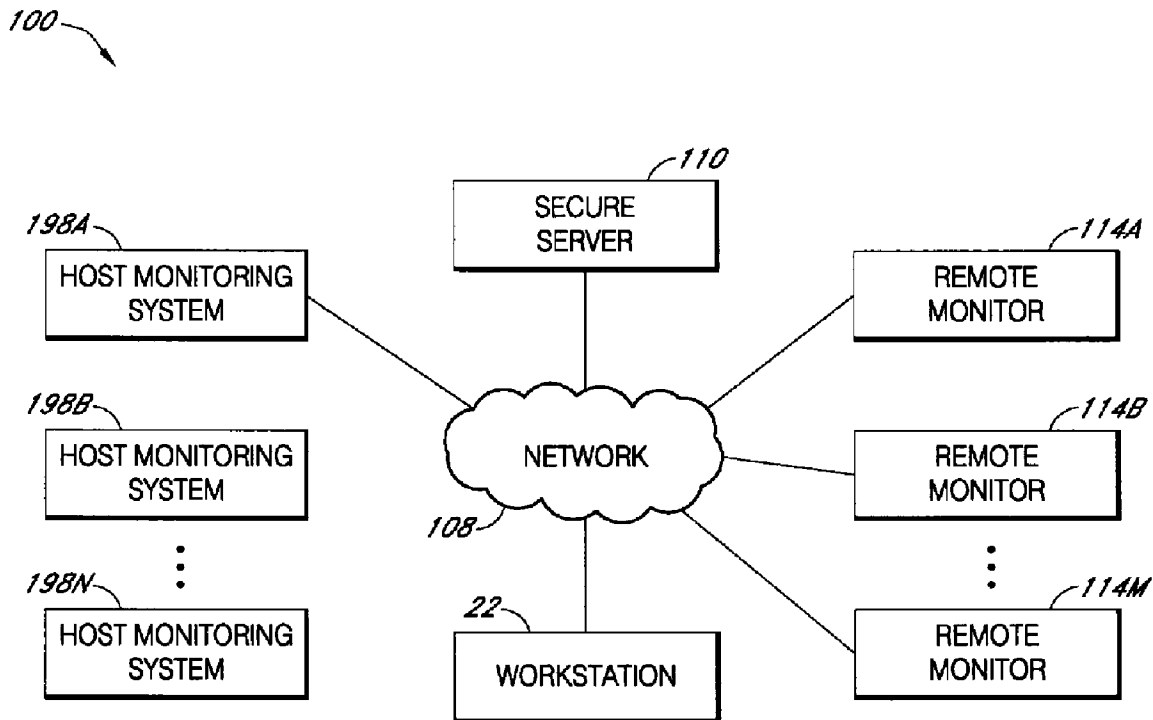 100
110
SECURE
SERVER
198A
HOST MONITORING
SYSTEM
114A
REMOTE
MONITOR
198B
HOST MONITORING
SYSTEM
NETWORK
108
114B
REMOTE
MONITOR
198N
HOST MONITORING
SYSTEM
22
WORKSTATION
114M
REMOTE
MONITOR